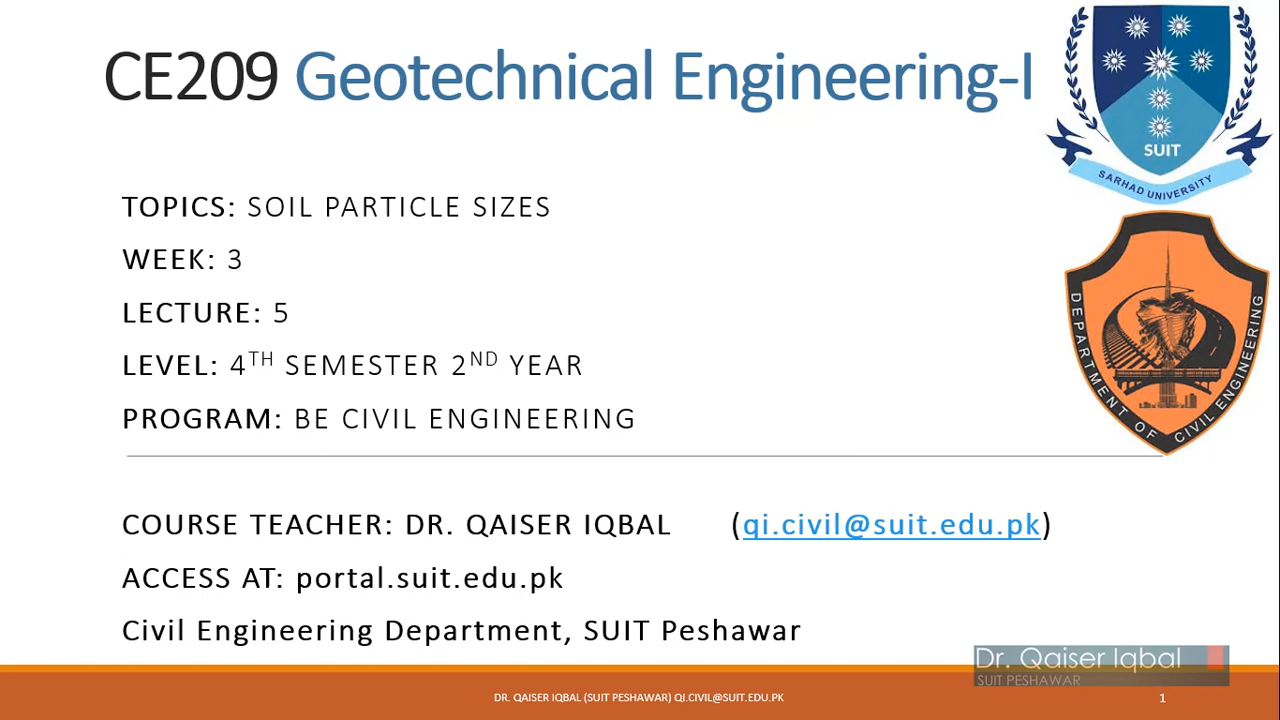 CE209 Geotechnical Engineering-I
SUIT
SARHAD UNIVERSITY
TOPICS: SOIL PARTICLE SIZES
WEEK: 3
LECTURE: 5
LEVEL: 4TH SEMESTER 2ND YEAR
PROGRAM: BE CIVIL ENGINEERING
DEPARTMENT OF CIVIL ENGINEERING
COURSE TEACHER: DR. QAISER IQBAL (qi.civil@suit.edu.pk)
ACCESS AT: portal.suit.edu.pk
Civil Engineering Department, SUIT Peshawar
Dr. Qaiser Iqbal
SUIT PESHAWAR
DR. QAISER IQBAL (SUIT PESHAWAR) QI.CIVIL@SUIT.EDU.PK 1